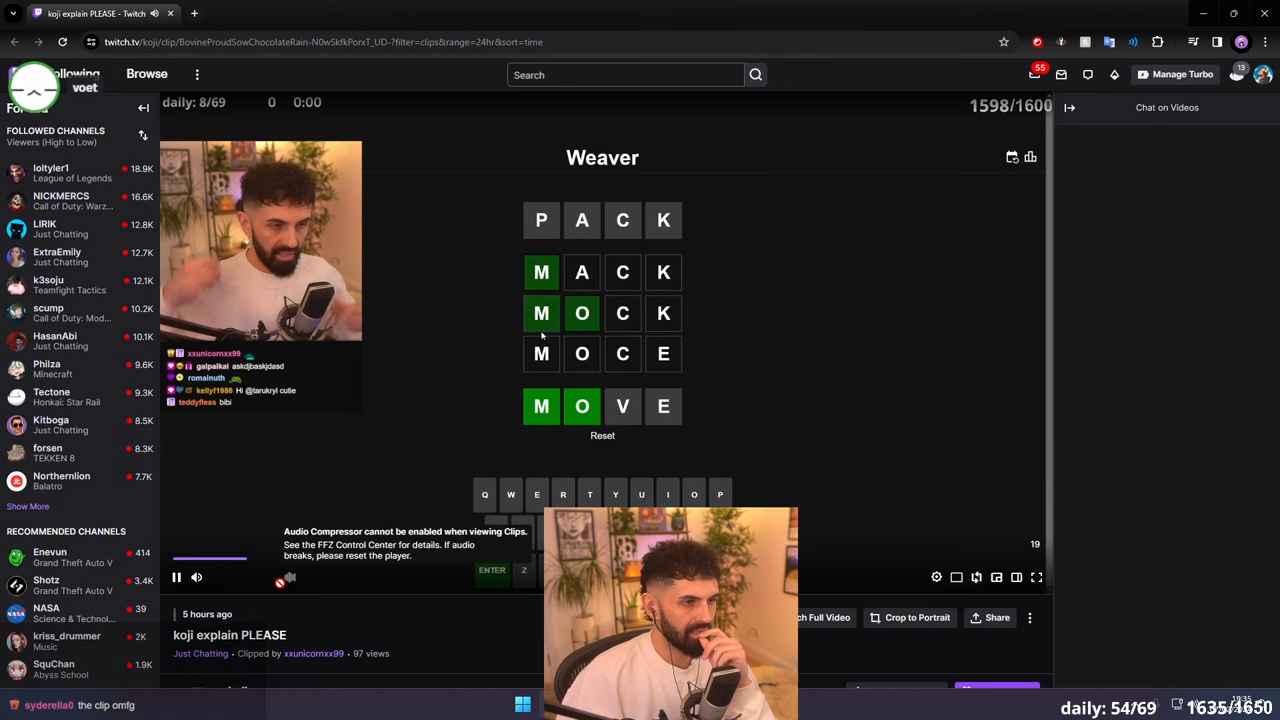 koji explain PLEASE - Twitch
twitch.tv/koji/clip/BovineProudSowChocolateRain-N0wSkfkPorxT_UD-?filter=clips&range=24hr&sort=time
Following
Browse
voet
Search
55
Manage Turbo
13
FOLLOWED CHANNELS
Viewers (High to Low)
loltyler1 18.9K
League of Legends
NICKMERCS 16.6K
Call of Duty: Warz...
LIRIK 12.8K
Just Chatting
ExtraEmily 12.7K
Just Chatting
k3soju 12.1K
Teamfight Tactics
scump 10.2K
Call of Duty: Mod...
HasanAbi 10.1K
Just Chatting
Philza 9.6K
Minecraft
Tectone 9.3K
Honkai: Star Rail
Kitboga 8.5K
Just Chatting
forsen 8.3K
TEKKEN 8
Northernlion 7.7K
Balatro
Show More
RECOMMENDED CHANNELS
Enevun 414
Grand Theft Auto V
Shotz 3.4K
Grand Theft Auto V
NASA 39
Science & Technol...
kriss_drummer 2K
Music
SquChan 1.9K
Abyss School
daily: 8/69 0 0:00
1598/1600
Weaver
P A C K
M A C K
M O C K
M O C E
M O V E
Reset
Q W E R T Y U I O P
ENTER Z
xxunicornxx99
galpalkal askdjbaskjdasd
romainuth
kellyf1986 Hi @tarukryl cutie
teddyfleas bibi
Audio Compressor cannot be enabled when viewing Clips.
See the FFZ Control Center for details. If audio
breaks, please reset the player.
19
Chat on Videos
5 hours ago
koji explain PLEASE
Just Chatting • Clipped by xxunicornxx99 • 97 views
ch Full Video
Crop to Portrait
Share
syderella0 the clip omfg
19:35
daily: 54/69 1635/1650